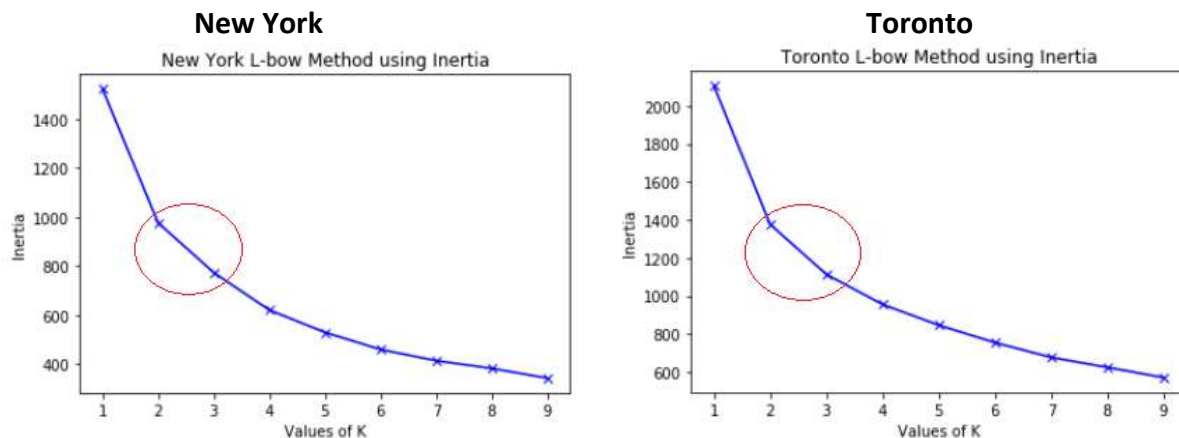 New York
New York L-bow Method using Inertia
1400
1200
1000
800
600
400
Inertia
1 2 3 4 5 6 7 8 9
Values of K
Toronto
Toronto L-bow Method using Inertia
2000
1800
1600
1400
1200
1000
800
600
Inertia
1 2 3 4 5 6 7 8 9
Values of K